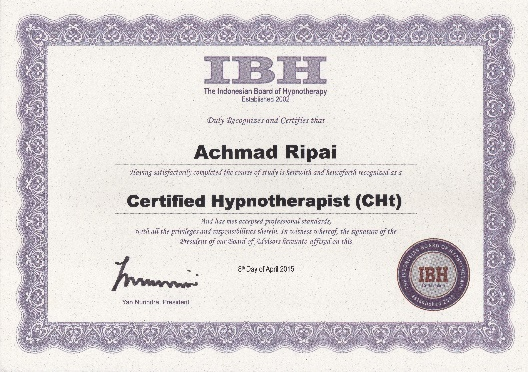 IBH
The Indonesian Board of Hypnotherapy
Established 2002
Duly Recognizes and Certifies that
Achmad Ripai
Having satisfactorily completed the course of study is herewith and henceforth recognized as a
Certified Hypnotherapist (CHt)
And has met accepted professional standards,
with all the privileges and responsibilities therein. In witness whereof, the signature of the
President of our Board of Advisors hereunto affixed on this
8th Day of April 2015
Yan Nurindra, President
IBH